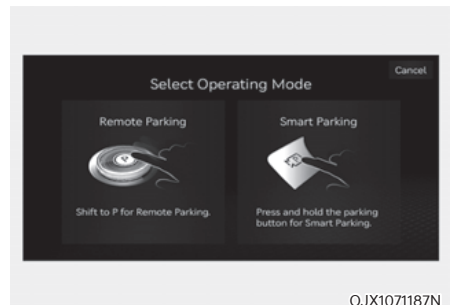 Cancel
Select Operating Mode
Remote Parking
Smart Parking
Shift to P for Remote Parking.
Press and hold the parking
button for Smart Parking.
OJX1071187N